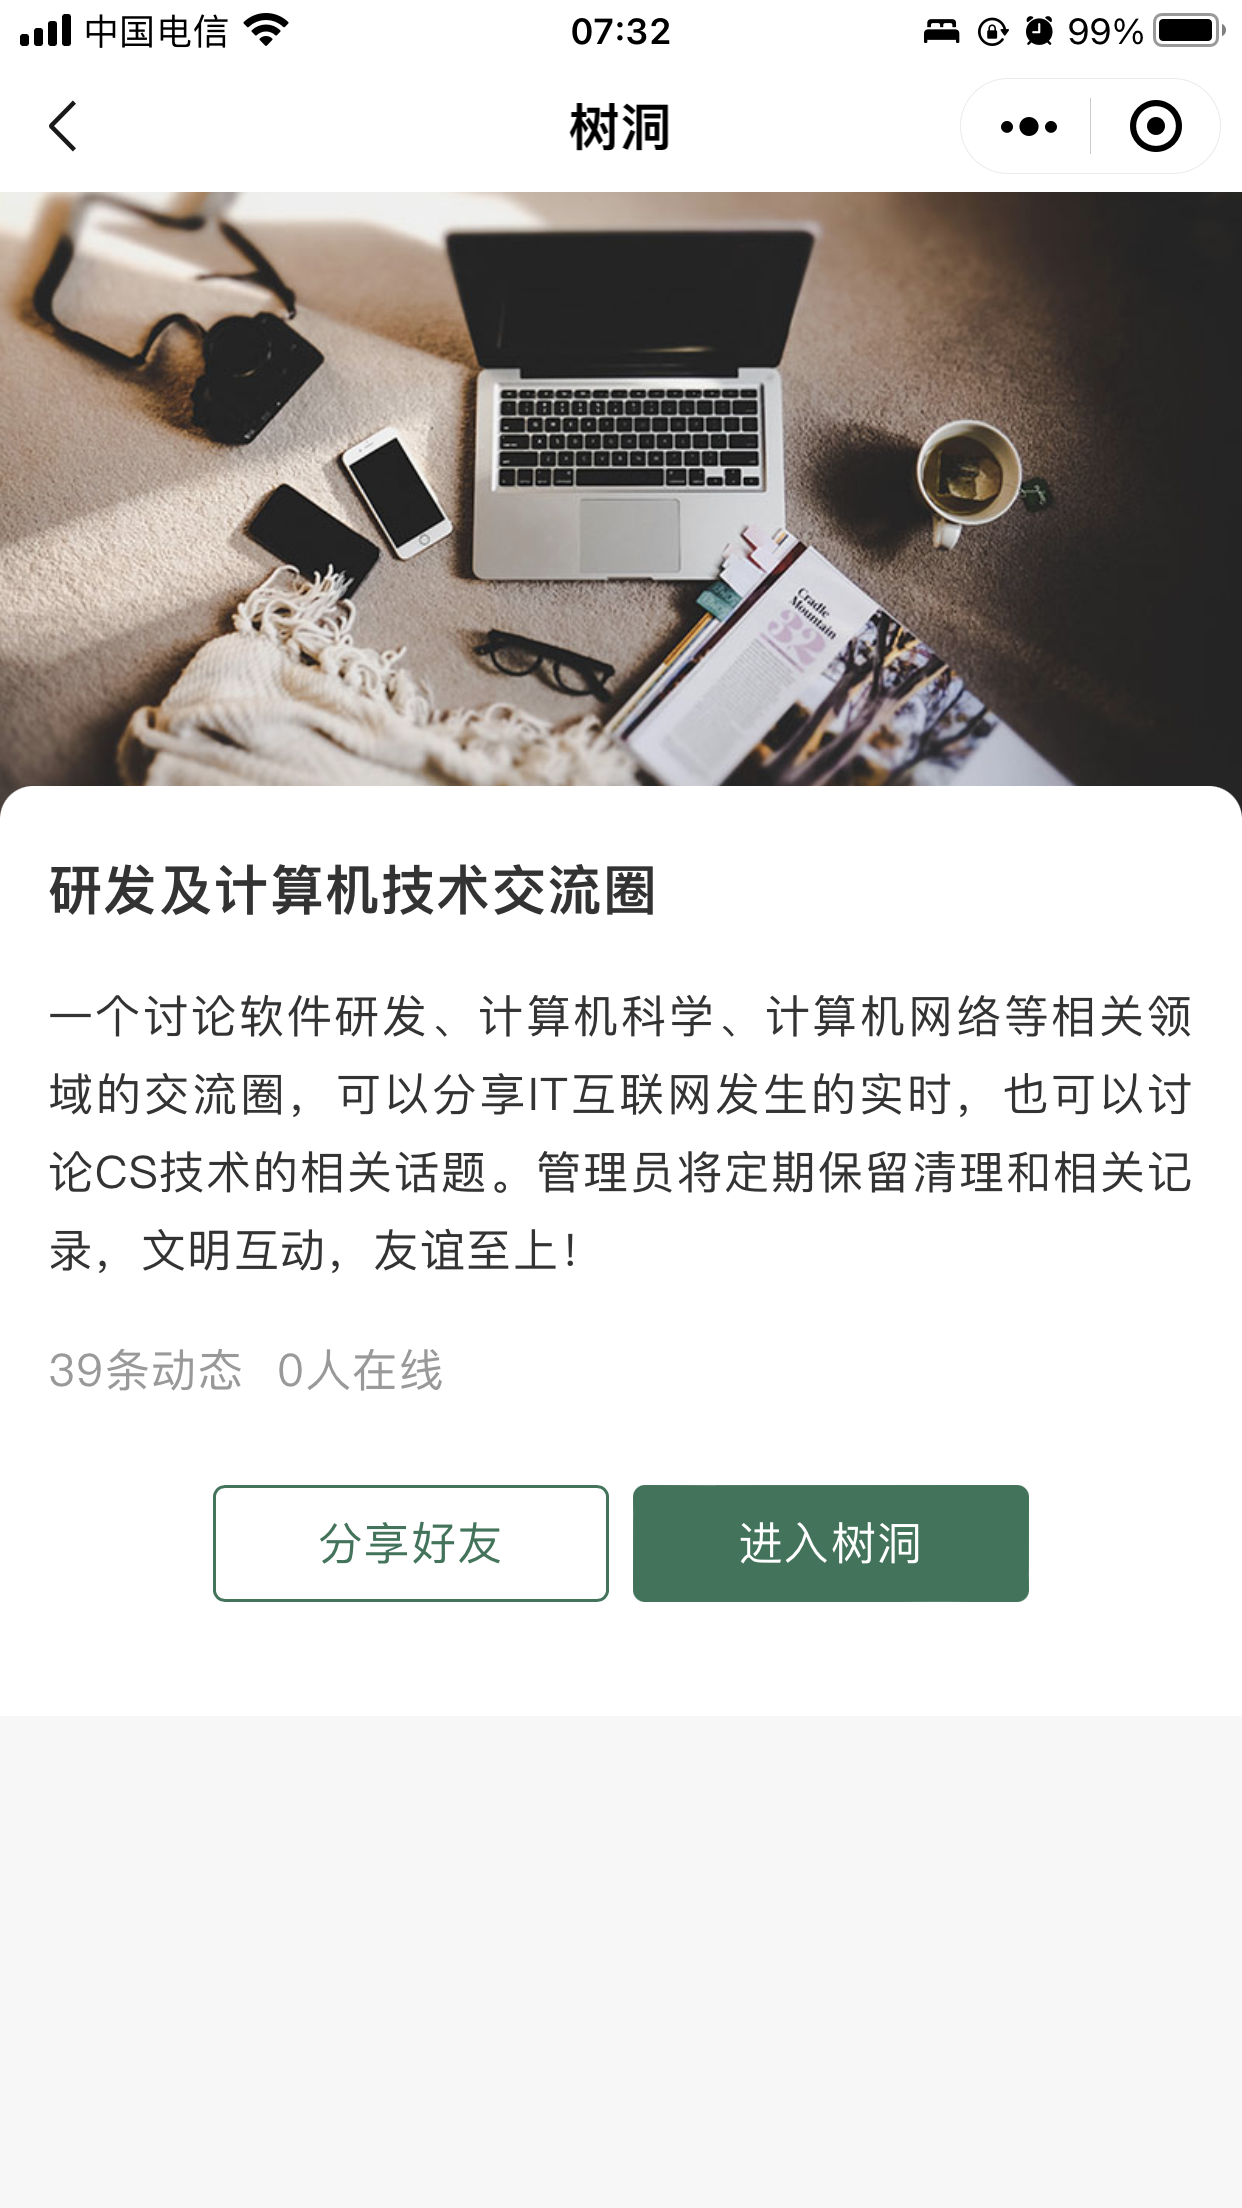 中国电信
07:32
99%
树洞
Cradle
Mountain
32
研发及计算机技术交流圈
一个讨论软件研发、计算机科学、计算机网络等相关领
域的交流圈，可以分享IT互联网发生的实时，也可以讨
论CS技术的相关话题。管理员将定期保留清理和相关记
录，文明互动，友谊至上！
39条动态 0人在线
分享好友
进入树洞